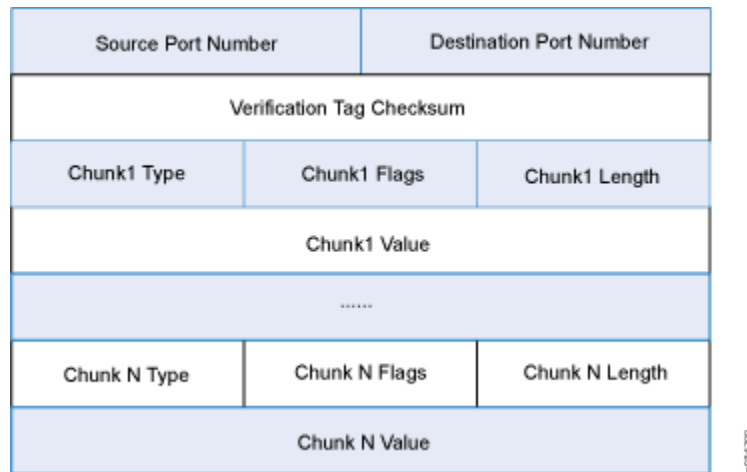 Source Port Number
Destination Port Number
Verification Tag Checksum
Chunk1 Type
Chunk1 Flags
Chunk1 Length
Chunk1 Value
......
Chunk N Type
Chunk N Flags
Chunk N Length
Chunk N Value